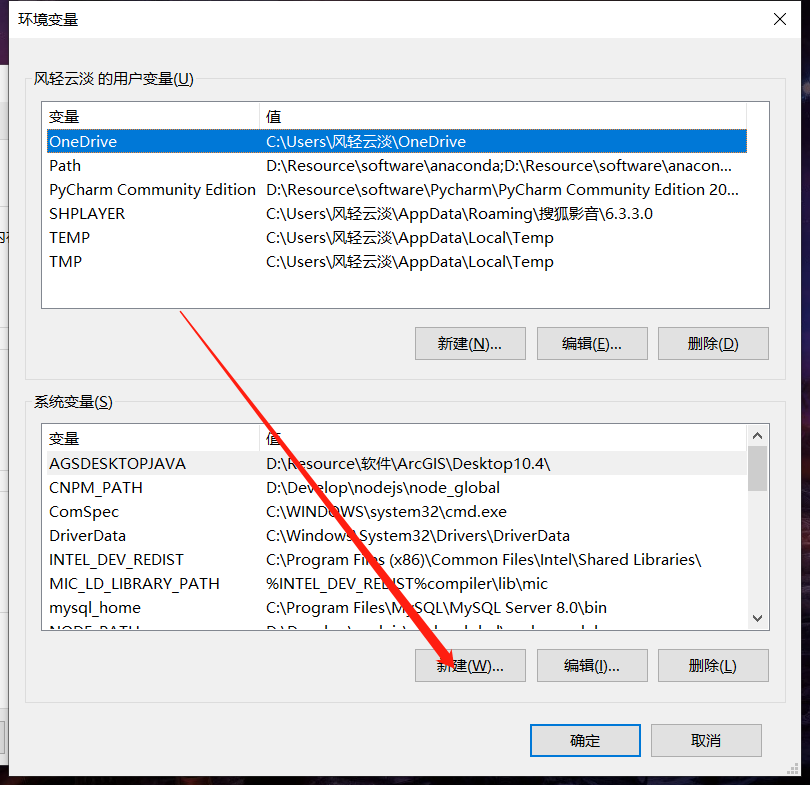 环境变量
风轻云淡 的用户变量(U)
变量 值
OneDrive C:\Users\风轻云淡\OneDrive
Path D:\Resource\software\anaconda;D:\Resource\software\anacon...
PyCharm Community Edition D:\Resource\software\Pycharm\PyCharm Community Edition 20...
SHPLAYER C:\Users\风轻云淡\AppData\Roaming\搜狐影音\6.3.3.0
TEMP C:\Users\风轻云淡\AppData\Local\Temp
TMP C:\Users\风轻云淡\AppData\Local\Temp
新建(N)... 编辑(E)... 删除(D)
系统变量(S)
变量 值
AGSDESKTOPJAVA D:\Resource\软件\ArcGIS\Desktop10.4\
CNPM_PATH D:\Develop\nodejs\node_global
ComSpec C:\WINDOWS\system32\cmd.exe
DriverData C:\Windows\System32\Drivers\DriverData
INTEL_DEV_REDIST C:\Program Files (x86)\Common Files\Intel\Shared Libraries\
MIC_LD_LIBRARY_PATH %INTEL_DEV_REDIST%compiler\lib\mic
mysql_home C:\Program Files\MySQL\MySQL Server 8.0\bin
新建(W)... 编辑(I)... 删除(L)
确定 取消